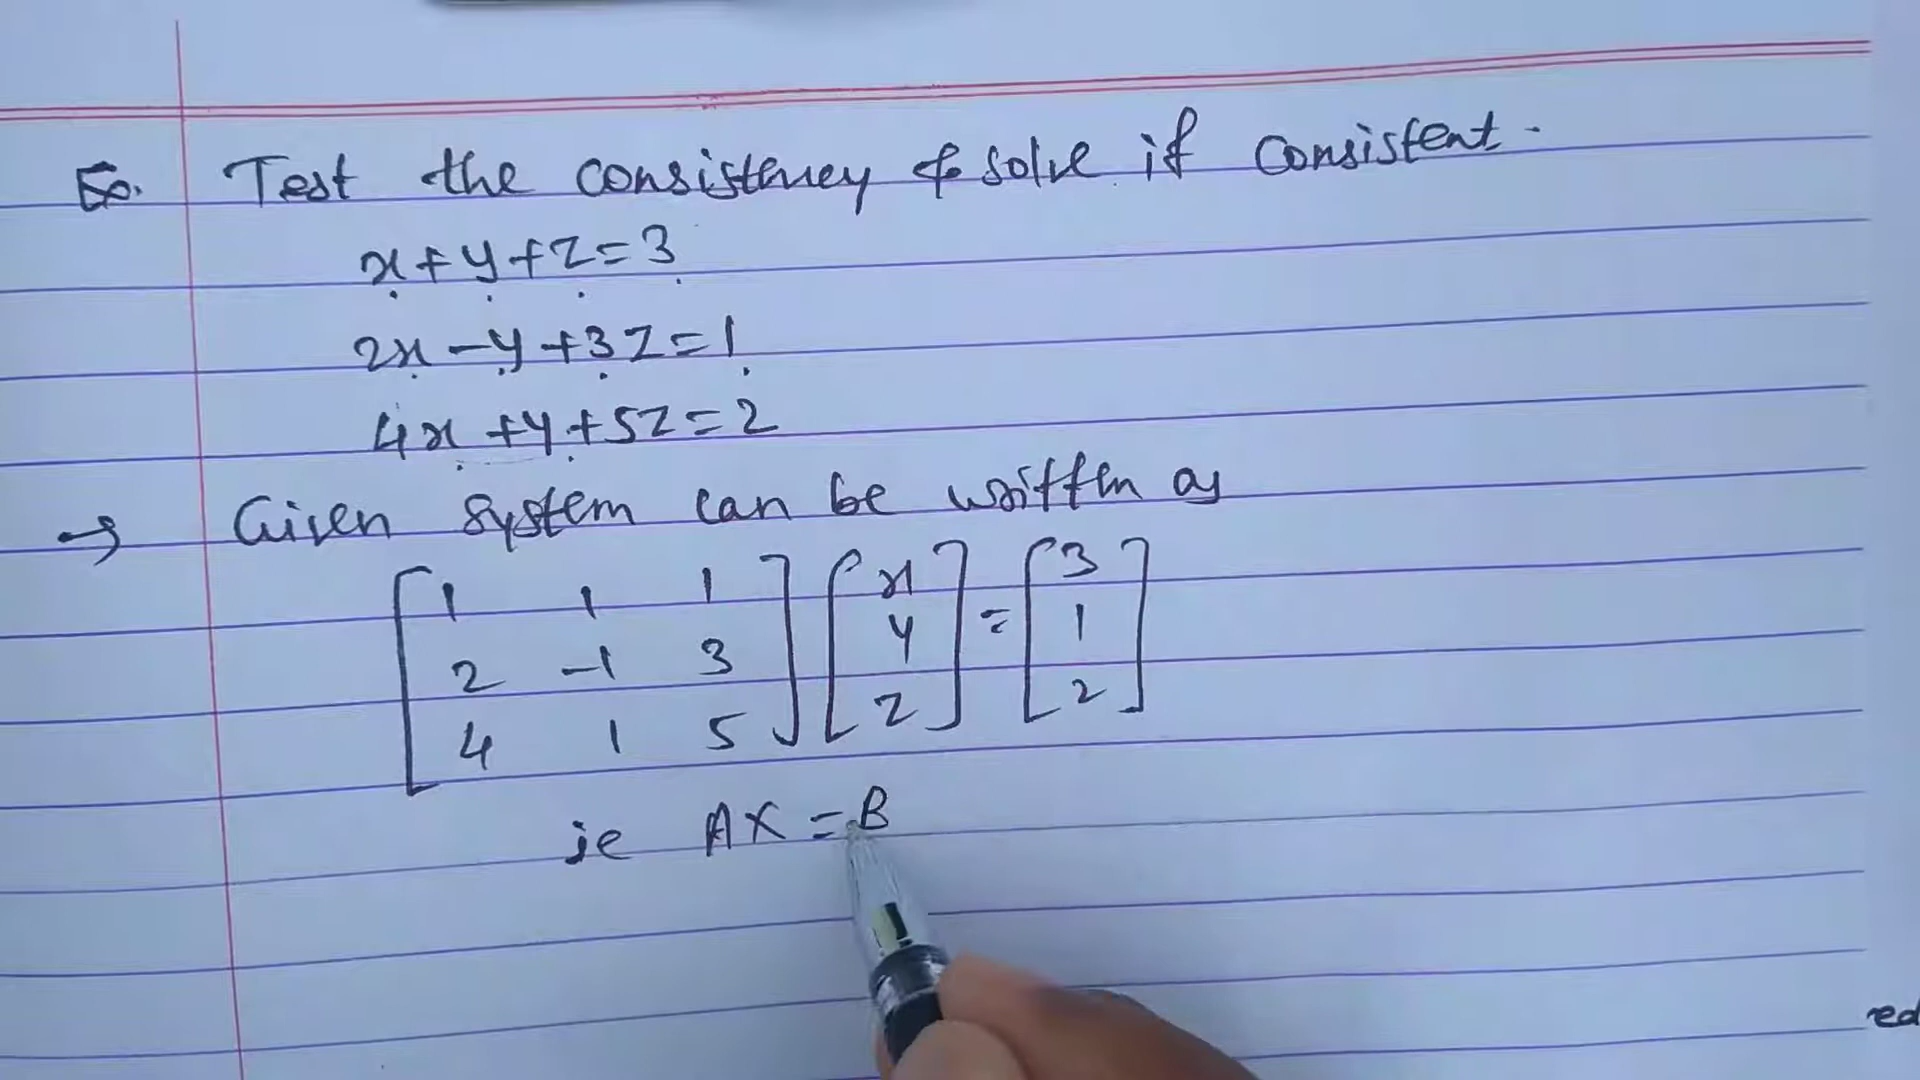 Ex. Test the consistency & solve if consistent.
x+y+z=3
2x-y+3z=1
4x+y+5z=2
→ Given system can be written as
[1 1 1] [x] = [3]
[2 -1 3] [y] [1]
[4 1 5] [z] [2]
ie AX=B